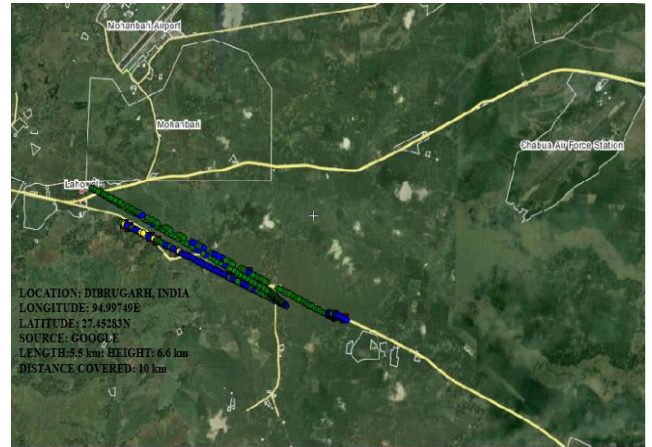 Mohanbari Airport
Mohanbari
Chabua Air Force Station
Lahowal
LOCATION: DIBRUGARH, INDIA
LONGITUDE: 94.99749E
LATITUDE: 27.45283N
SOURCE: GOOGLE
LENGTH:5.5 km: HEIGHT: 6.6 km
DISTANCE COVERED: 10 km